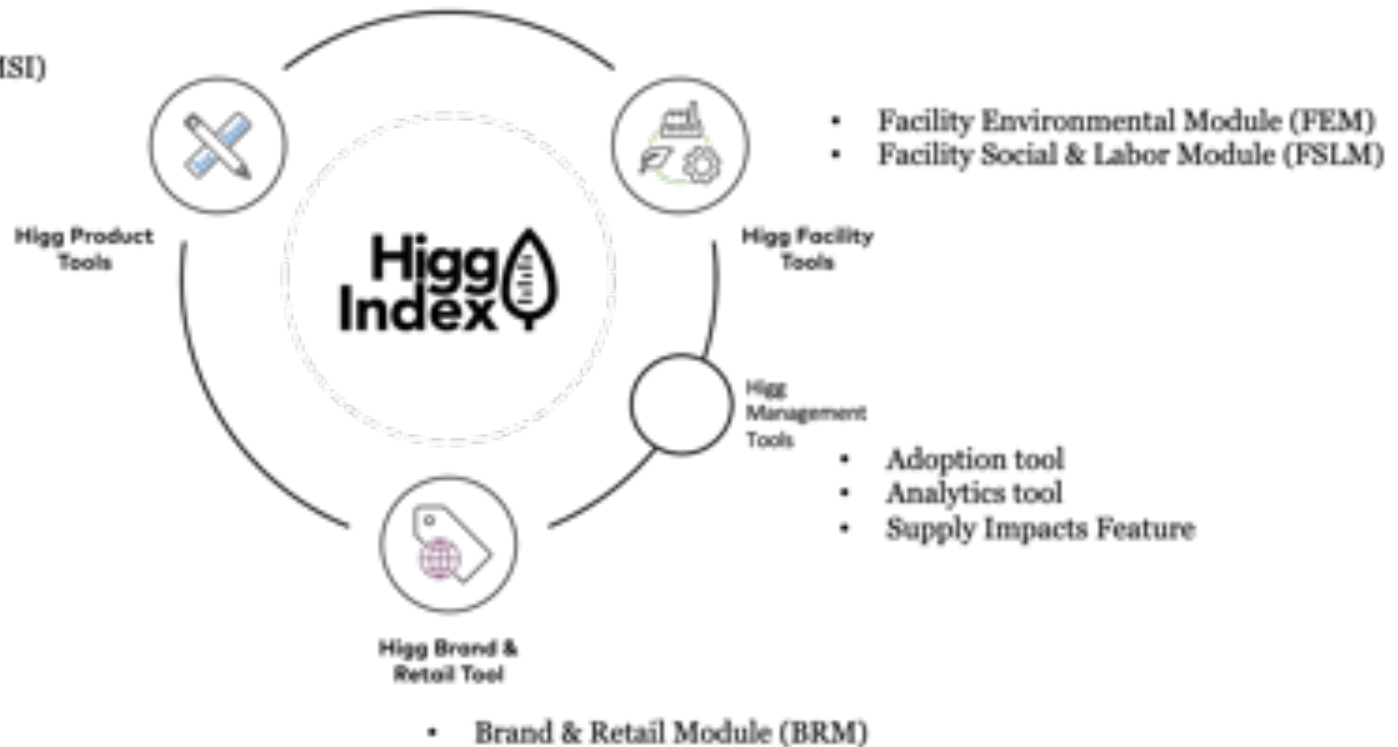 MSI)
• Facility Environmental Module (FEM)
• Facility Social & Labor Module (FSLM)
Higg Product
Tools
Higg Facility
Tools
Higg
Index
Higg
Management
Tools
• Adoption tool
• Analytics tool
• Supply Impacts Feature
Higg Brand &
Retail Tool
• Brand & Retail Module (BRM)